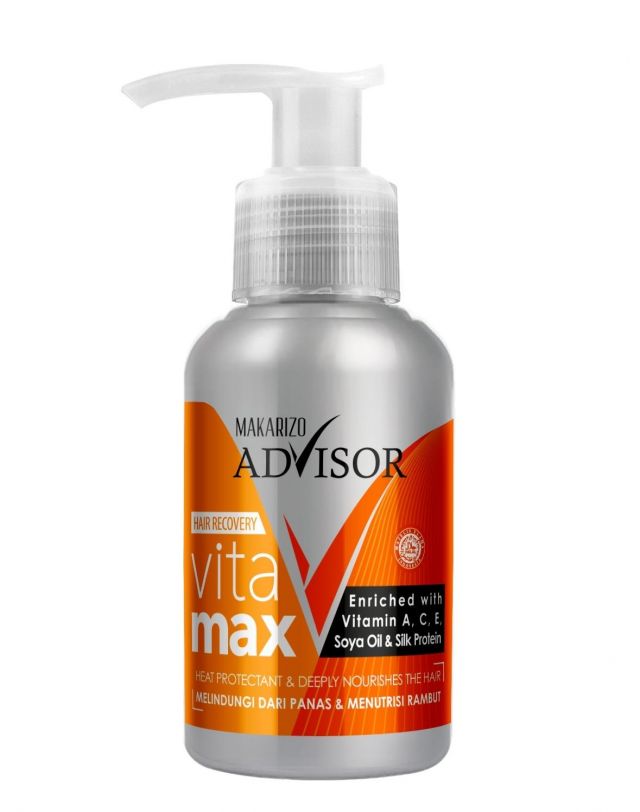 MAKARIZO
ADVISOR
HAIR RECOVERY
vita
max
Enriched with
Vitamin A, C, E,
Soya Oil & Silk Protein
HEAT PROTECTANT & DEEPLY NOURISHES THE HAIR
MELINDUNGI DARI PANAS & MENUTRISI RAMBUT